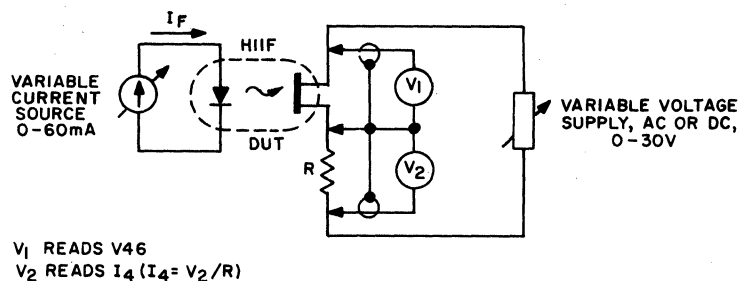 I_F
VARIABLE
CURRENT
SOURCE
0-60mA
H11F
DUT
V1
R
V2
VARIABLE VOLTAGE
SUPPLY, AC OR DC,
0-30V
V1 READS V46
V2 READS I4 (I4= V2/R)